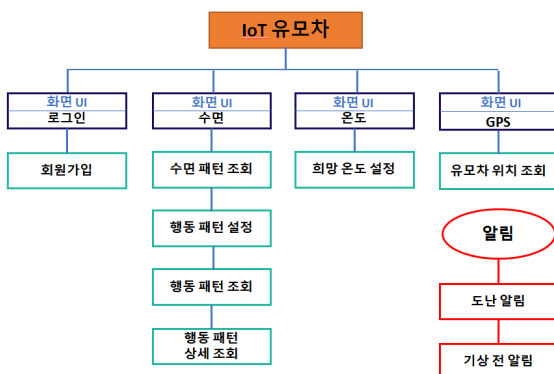 IoT 유모차
화면 UI
로그인
화면 UI
수면
화면 UI
온도
화면 UI
GPS
회원가입
수면 패턴 조회
희망 온도 설정
유모차 위치 조회
행동 패턴 설정
알림
행동 패턴 조회
도난 알림
행동 패턴
상세 조회
기상 전 알림